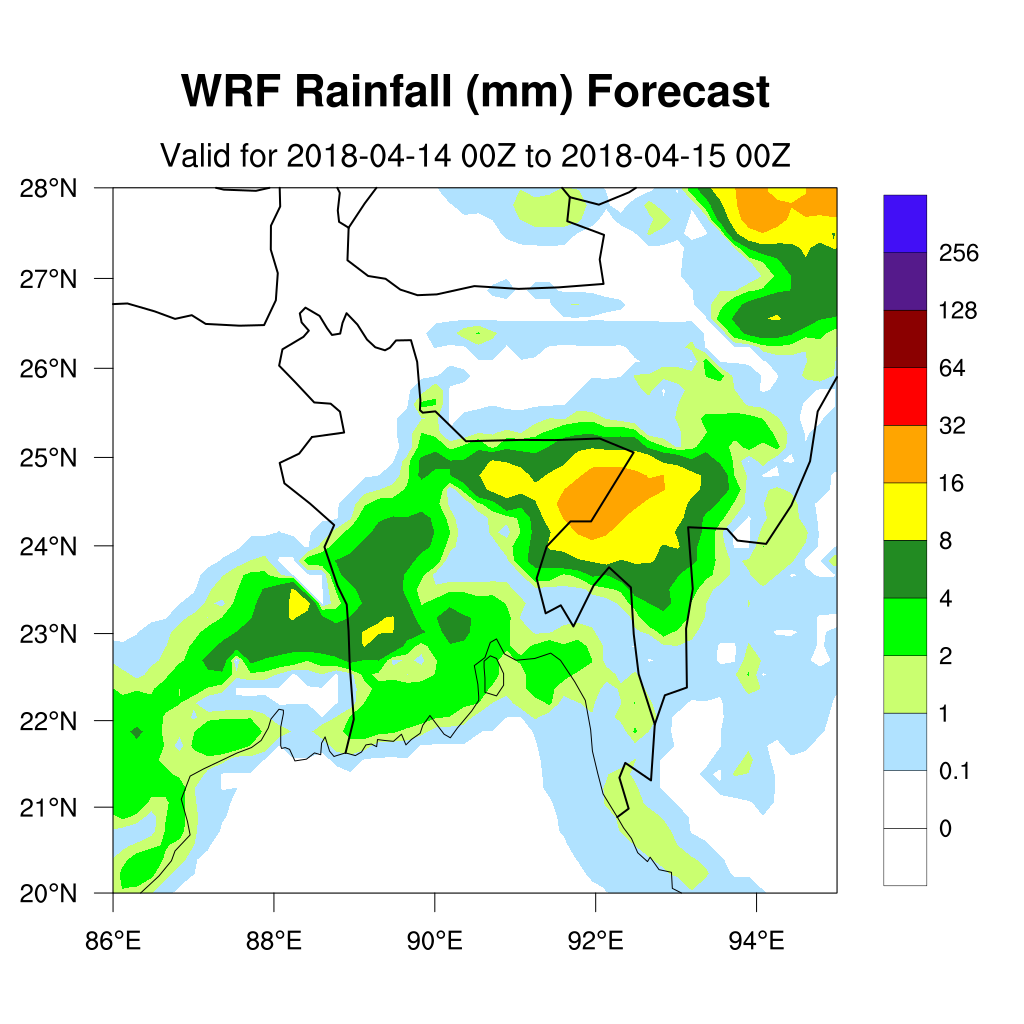 WRF Rainfall (mm) Forecast
Valid for 2018-04-14 00Z to 2018-04-15 00Z
28°N
27°N
26°N
25°N
24°N
23°N
22°N
21°N
20°N
86°E 88°E 90°E 92°E 94°E
256
128
64
32
16
8
4
2
1
0.1
0